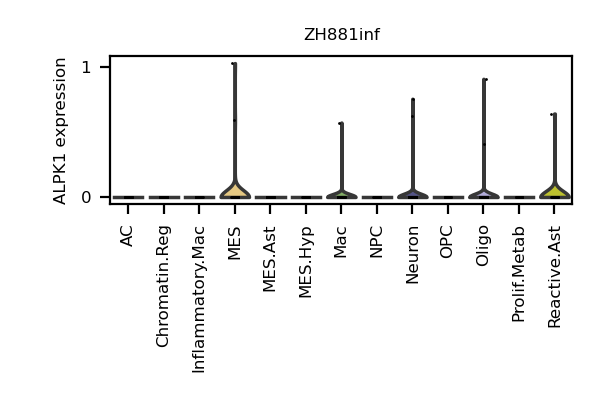 ZH881inf
ALPK1 expression
1
0
AC
Chromatin.Reg
Inflammatory.Mac
MES
MES.Ast
MES.Hyp
Mac
NPC
Neuron
OPC
Oligo
Prolif.Metab
Reactive.Ast